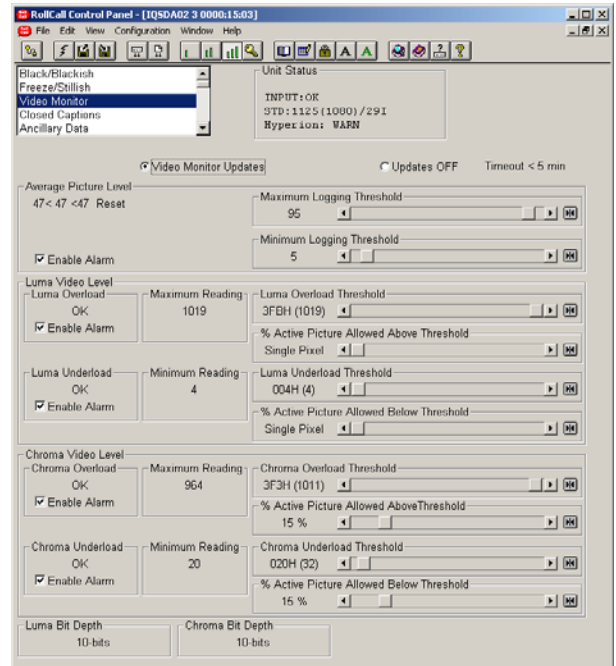 RollCall Control Panel - [IQSDA02 3 0000:15:03]
File Edit View Configuration Window Help
Black/Blackish
Freeze/Stillish
Video Monitor
Closed Captions
Ancillary Data
Unit Status
INPUT:OK
STD:1125(1080)/29I
Hyperion: WARN
Video Monitor Updates
Updates OFF
Timeout < 5 min
Average Picture Level
47< 47 <47 Reset
Enable Alarm
Maximum Logging Threshold
95
Minimum Logging Threshold
5
Luma Video Level
Luma Overload
OK
Enable Alarm
Maximum Reading
1019
Luma Overload Threshold
3FBH (1019)
% Active Picture Allowed Above Threshold
Single Pixel
Luma Underload
OK
Enable Alarm
Minimum Reading
4
Luma Underload Threshold
004H (4)
% Active Picture Allowed Below Threshold
Single Pixel
Chroma Video Level
Chroma Overload
OK
Enable Alarm
Maximum Reading
964
Chroma Overload Threshold
3F3H (1011)
% Active Picture Allowed AboveThreshold
15 %
Chroma Underload
OK
Enable Alarm
Minimum Reading
20
Chroma Underload Threshold
020H (32)
% Active Picture Allowed Below Threshold
15 %
Luma Bit Depth
10-bits
Chroma Bit Depth
10-bits